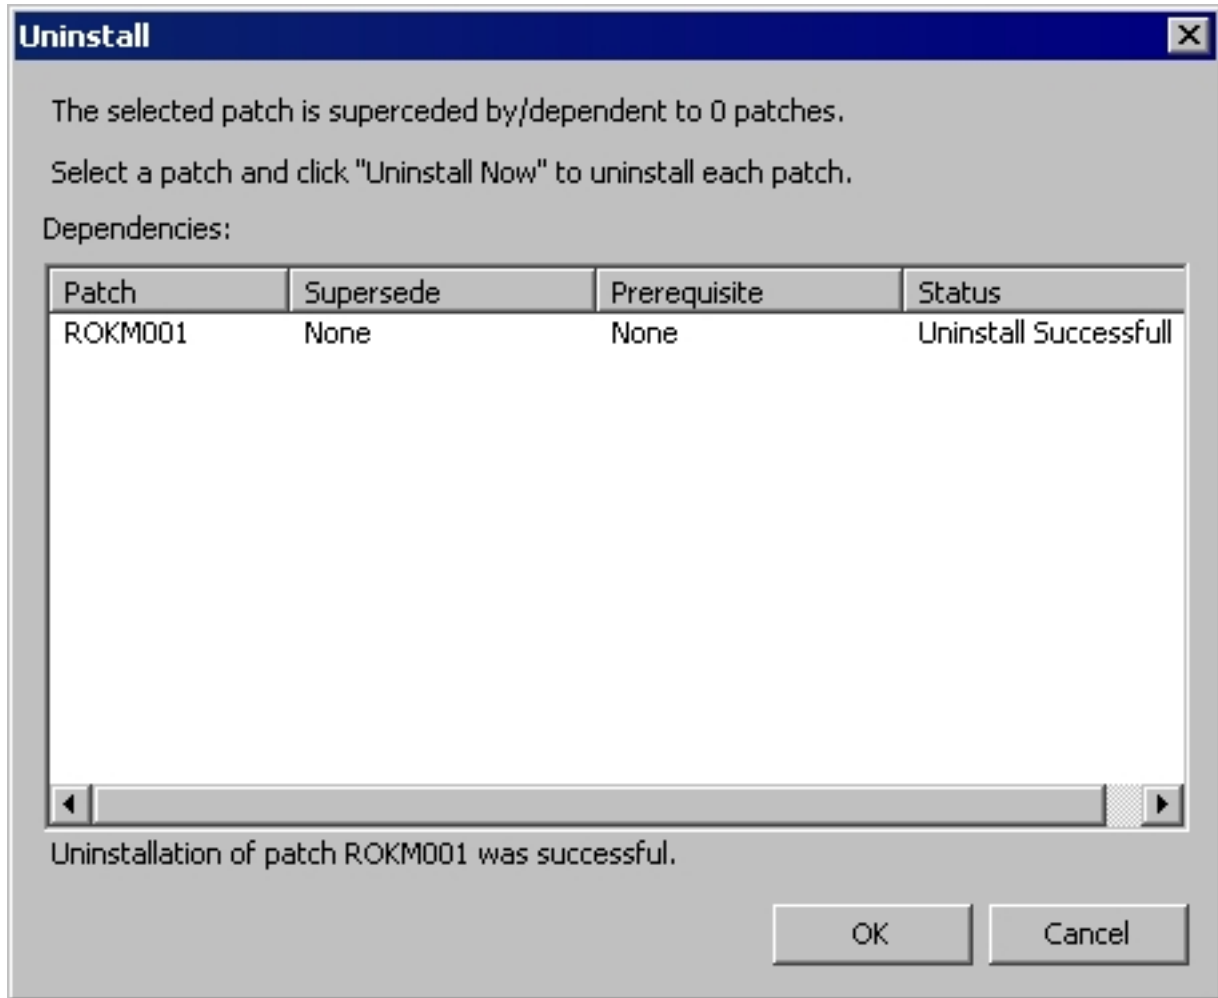 Uninstall
The selected patch is superceded by/dependent to 0 patches.
Select a patch and click "Uninstall Now" to uninstall each patch.
Dependencies:
Patch Supersede Prerequisite Status
ROKM001 None None Uninstall Successfull
Uninstallation of patch ROKM001 was successful.
OK Cancel